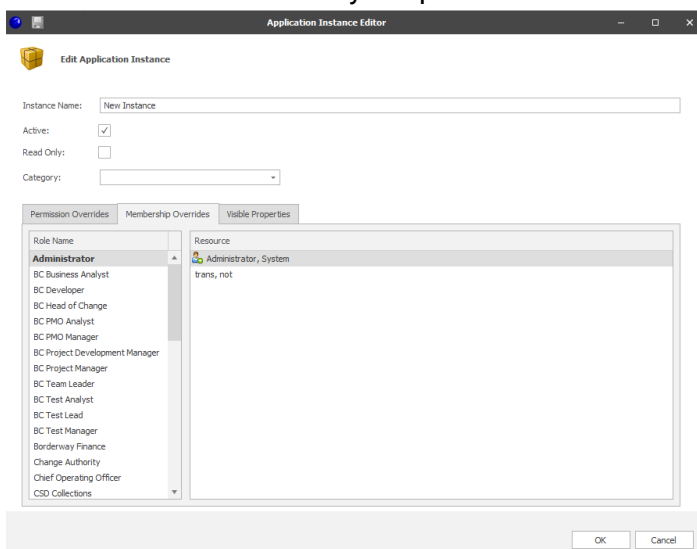 Application Instance Editor
Edit Application Instance
Instance Name: New Instance
Active:
Read Only:
Category:
Permission Overrides Membership Overrides Visible Properties
Role Name Resource
Administrator Administrator, System
BC Business Analyst trans, not
BC Developer
BC Head of Change
BC PMO Analyst
BC PMO Manager
BC Project Development Manager
BC Project Manager
BC Team Leader
BC Test Analyst
BC Test Lead
BC Test Manager
Borderway Finance
Change Authority
Chief Operating Officer
CSD Collections
OK Cancel